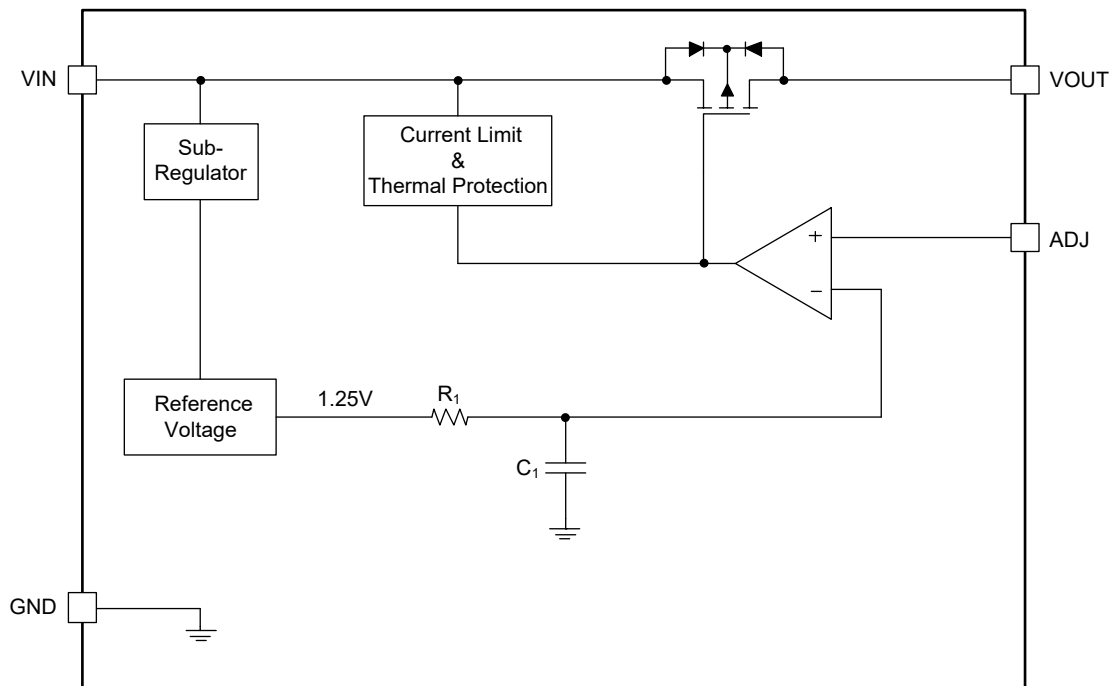 VIN
VOUT
Sub-
Regulator
Current Limit
&
Thermal Protection
+
ADJ
−
Reference
Voltage
1.25V
R₁
C₁
GND